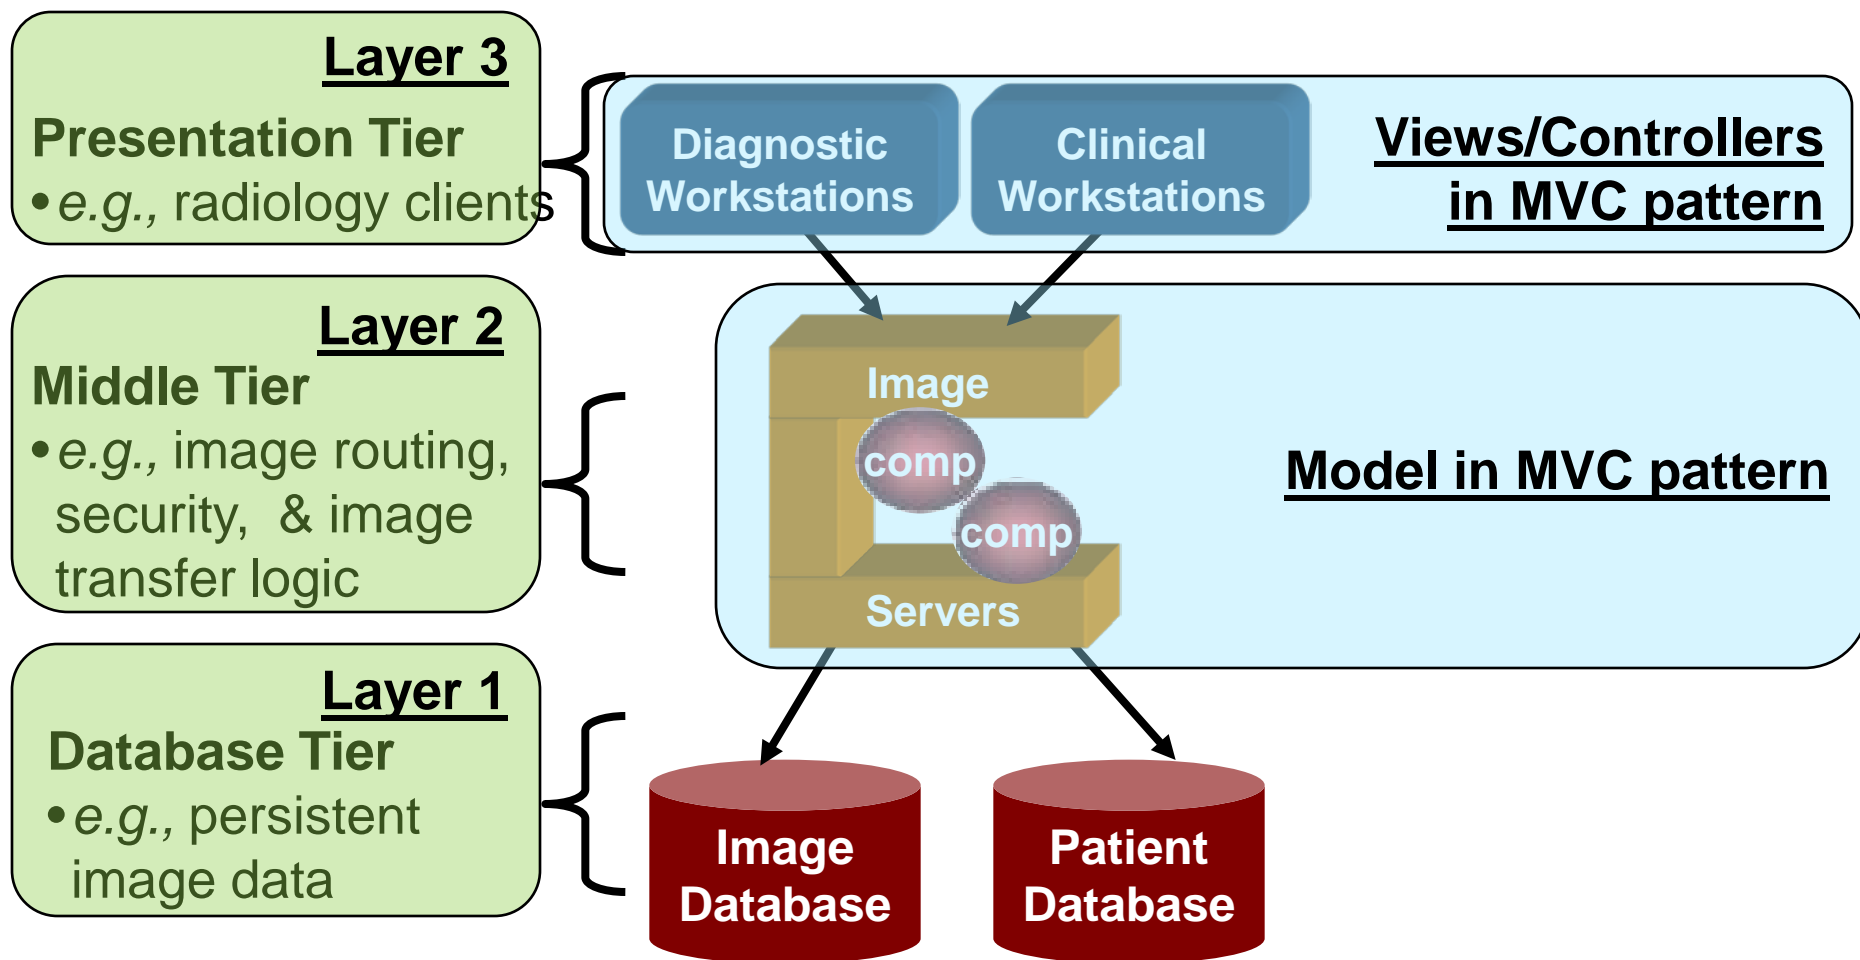 Layer 3
Presentation Tier
• e.g., radiology clients
Diagnostic
Workstations
Clinical
Workstations
Views/Controllers
in MVC pattern
Layer 2
Middle Tier
• e.g., image routing,
security, & image
transfer logic
Image
comp
comp
Servers
Model in MVC pattern
Layer 1
Database Tier
• e.g., persistent
image data
Image
Database
Patient
Database